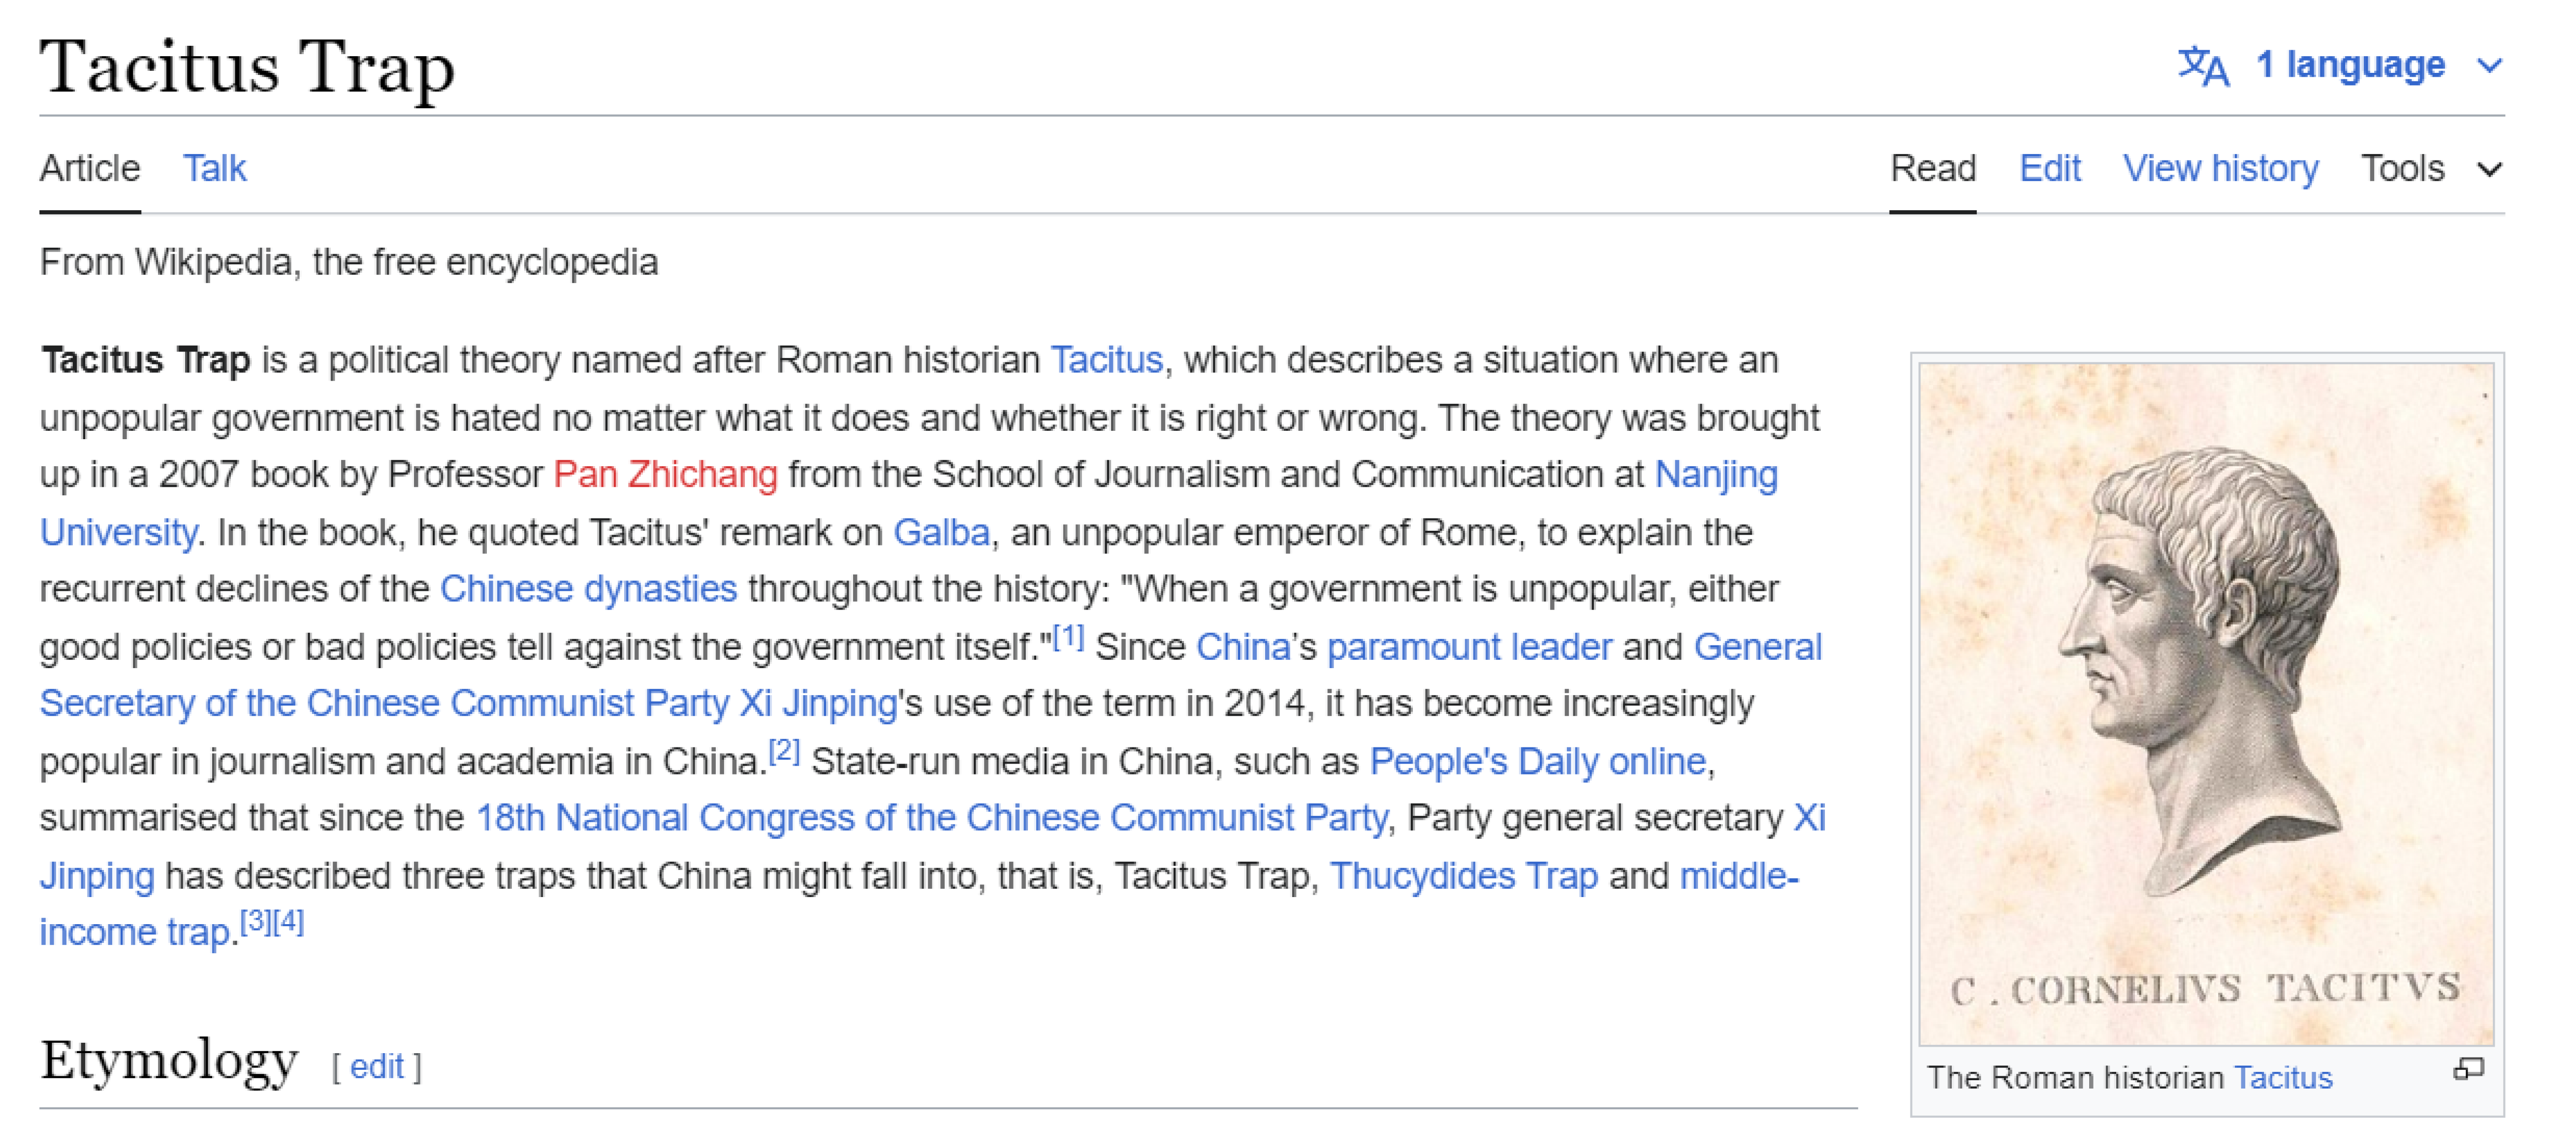 Tacitus Trap
文A 1 language
Article Talk
Read Edit View history Tools
From Wikipedia, the free encyclopedia
Tacitus Trap is a political theory named after Roman historian Tacitus, which describes a situation where an
unpopular government is hated no matter what it does and whether it is right or wrong. The theory was brought
up in a 2007 book by Professor Pan Zhichang from the School of Journalism and Communication at Nanjing
University. In the book, he quoted Tacitus' remark on Galba, an unpopular emperor of Rome, to explain the
recurrent declines of the Chinese dynasties throughout the history: "When a government is unpopular, either
good policies or bad policies tell against the government itself."[1] Since China's paramount leader and General
Secretary of the Chinese Communist Party Xi Jinping's use of the term in 2014, it has become increasingly
popular in journalism and academia in China.[2] State-run media in China, such as People's Daily online,
summarised that since the 18th National Congress of the Chinese Communist Party, Party general secretary Xi
Jinping has described three traps that China might fall into, that is, Tacitus Trap, Thucydides Trap and middle-
income trap.[3][4]
C . CORNELIVS TACITVS
The Roman historian Tacitus
Etymology [ edit ]